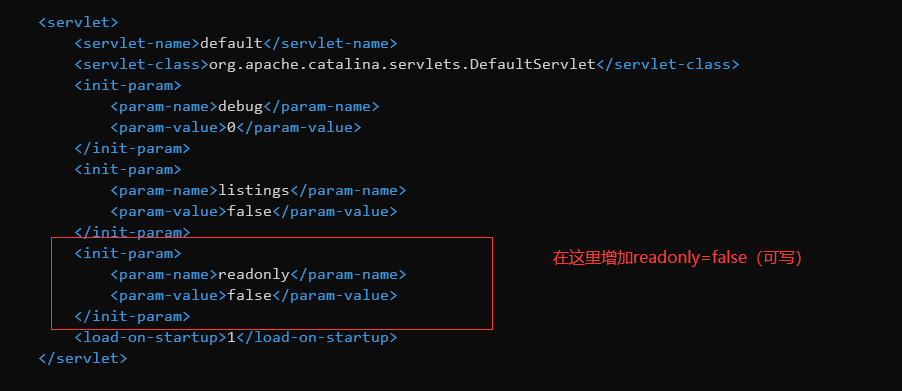 <servlet>
<servlet-name>default</servlet-name>
<servlet-class>org.apache.catalina.servlets.DefaultServlet</servlet-class>
<init-param>
<param-name>debug</param-name>
<param-value>0</param-value>
</init-param>
<init-param>
<param-name>listings</param-name>
<param-value>false</param-value>
</init-param>
<init-param>
<param-name>readonly</param-name>
<param-value>false</param-value>
</init-param>
在这里增加readonly=false（可写）
<load-on-startup>1</load-on-startup>
</servlet>